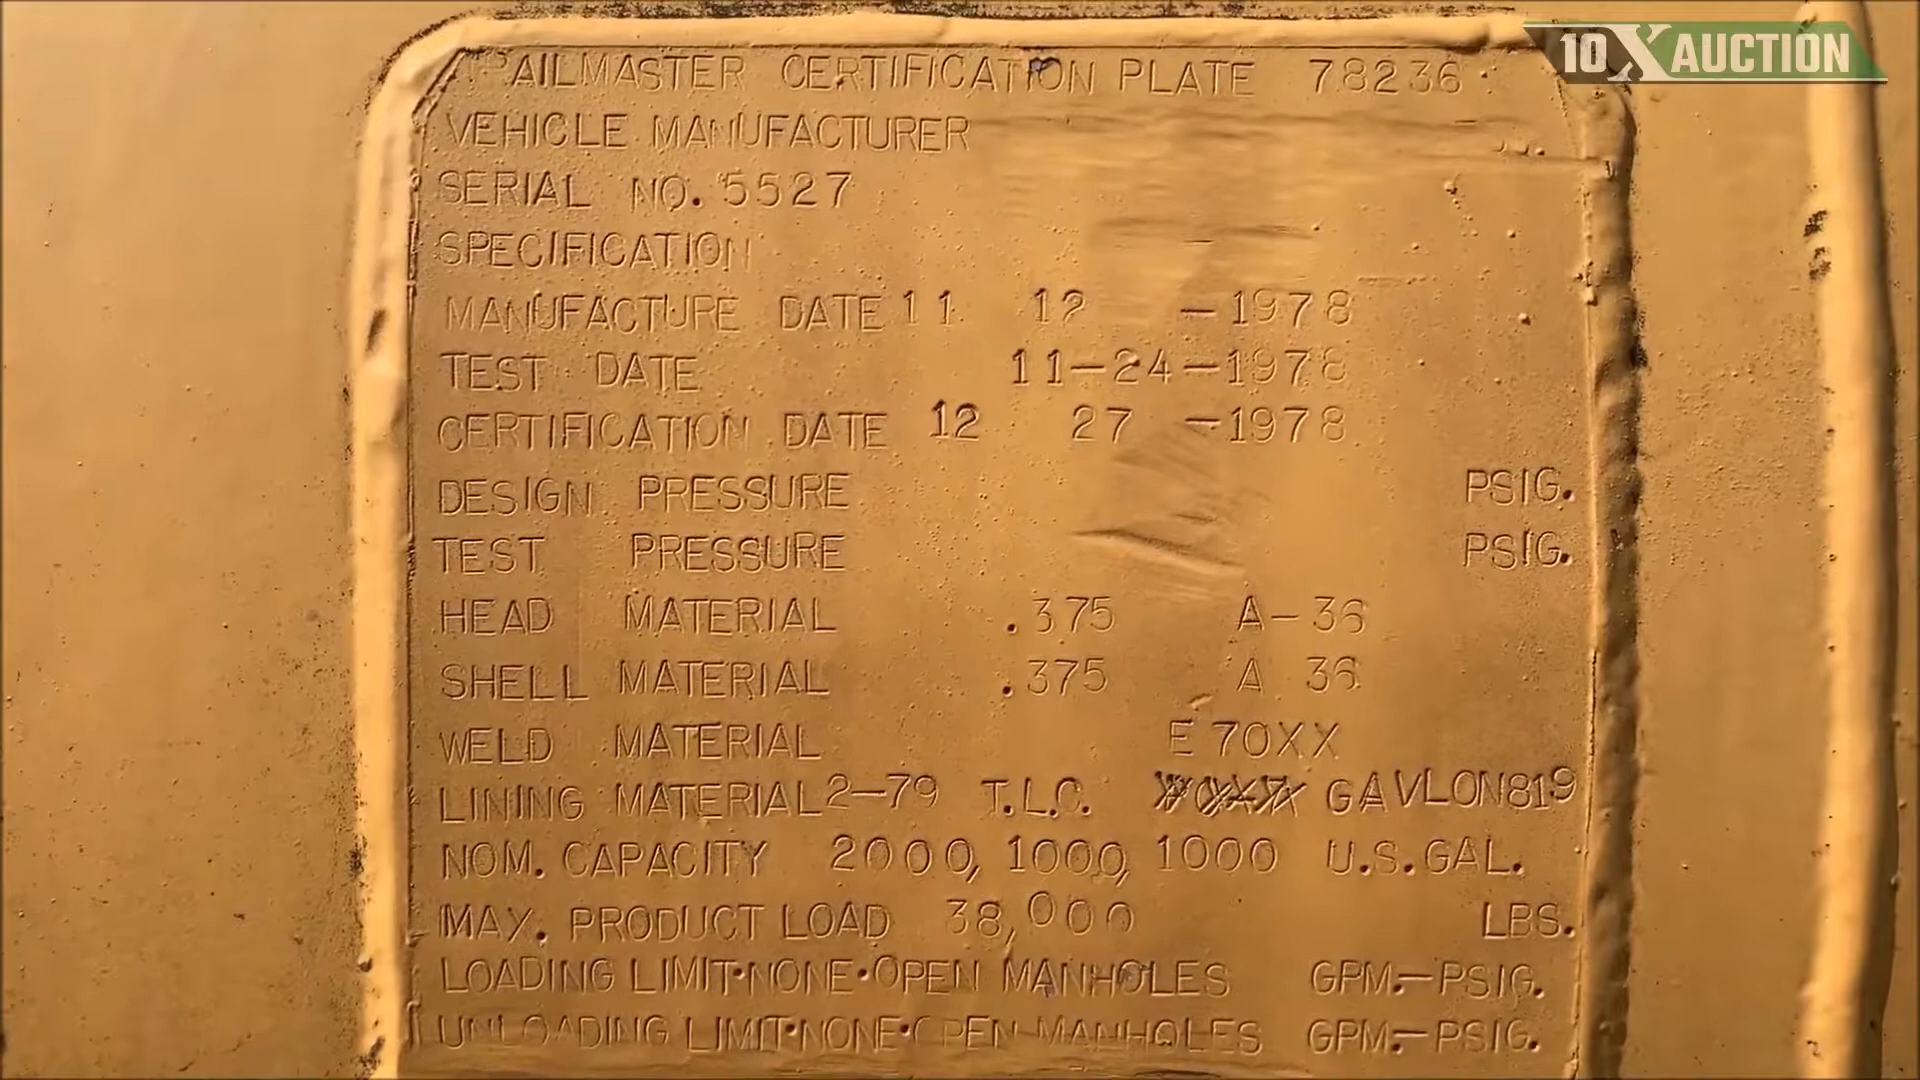 10X AUCTION
RAILMASTER CERTIFICATION PLATE 78236
VEHICLE MANUFACTURER
SERIAL NO. 5527
SPECIFICATION
MANUFACTURE DATE 11 12 -1978
TEST DATE 11-24-1978
CERTIFICATION DATE 12 27 -1978
DESIGN PRESSURE PSIG.
TEST PRESSURE PSIG.
HEAD MATERIAL .375 A-36
SHELL MATERIAL .375 A 36
WELD MATERIAL E 70XX
LINING MATERIAL 2-79 T.L.C. GAVLON819
NOM. CAPACITY 2000, 1000, 1000 U.S.GAL.
MAX. PRODUCT LOAD 38,000 LBS.
LOADING LIMIT·NONE·OPEN MANHOLES GPM.-PSIG.
UNLOADING LIMIT·NONE·OPEN MANHOLES GPM.-PSIG.